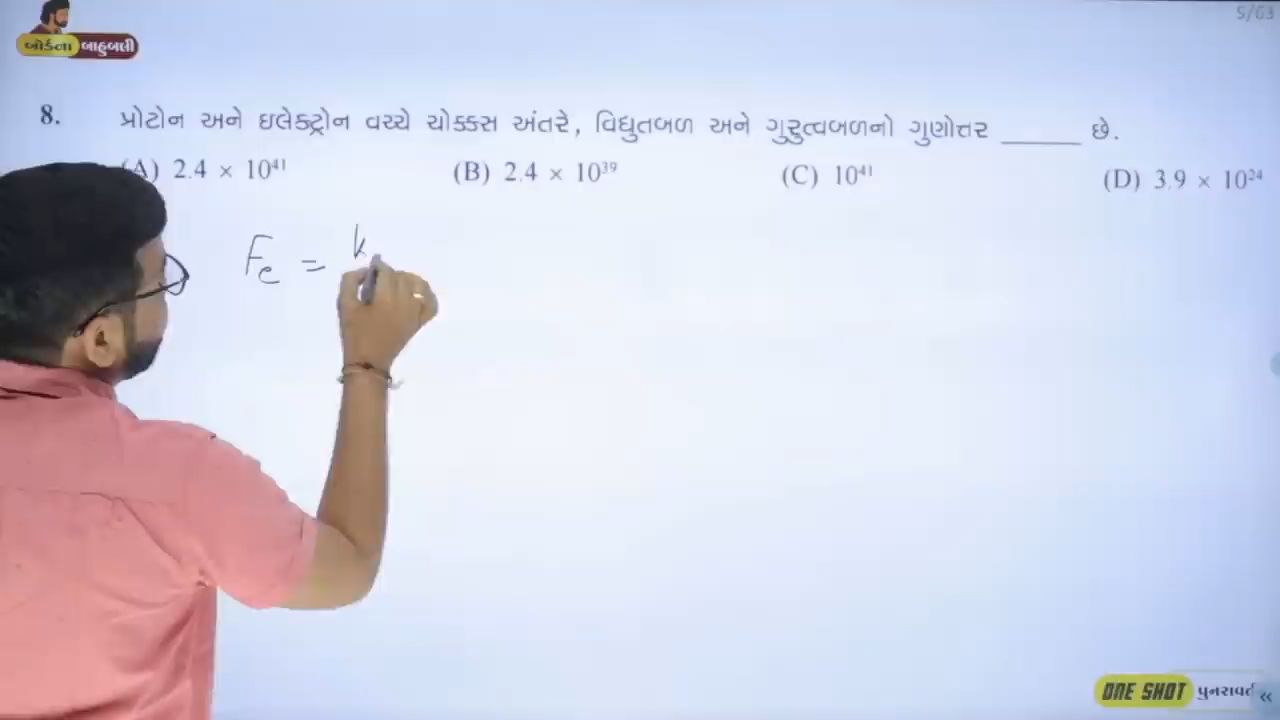 5/63
બોર્ડના બાહુબલી
8. પ્રોટોન અને ઇલેક્ટ્રોન વચ્ચે ચોક્કસ અંતરે, વિદ્યુતબળ અને ગુરુત્વબળનો ગુણોત્તર ______ છે.
(A) 2.4 × 10⁴¹ (B) 2.4 × 10³⁹ (C) 10⁴¹ (D) 3.9 × 10²⁴
Fe = k
ONE SHOT